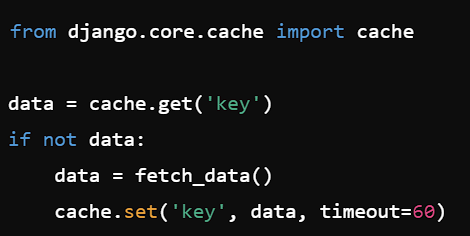 from django.core.cache import cache
data = cache.get('key')
if not data:
    data = fetch_data()
    cache.set('key', data, timeout=60)